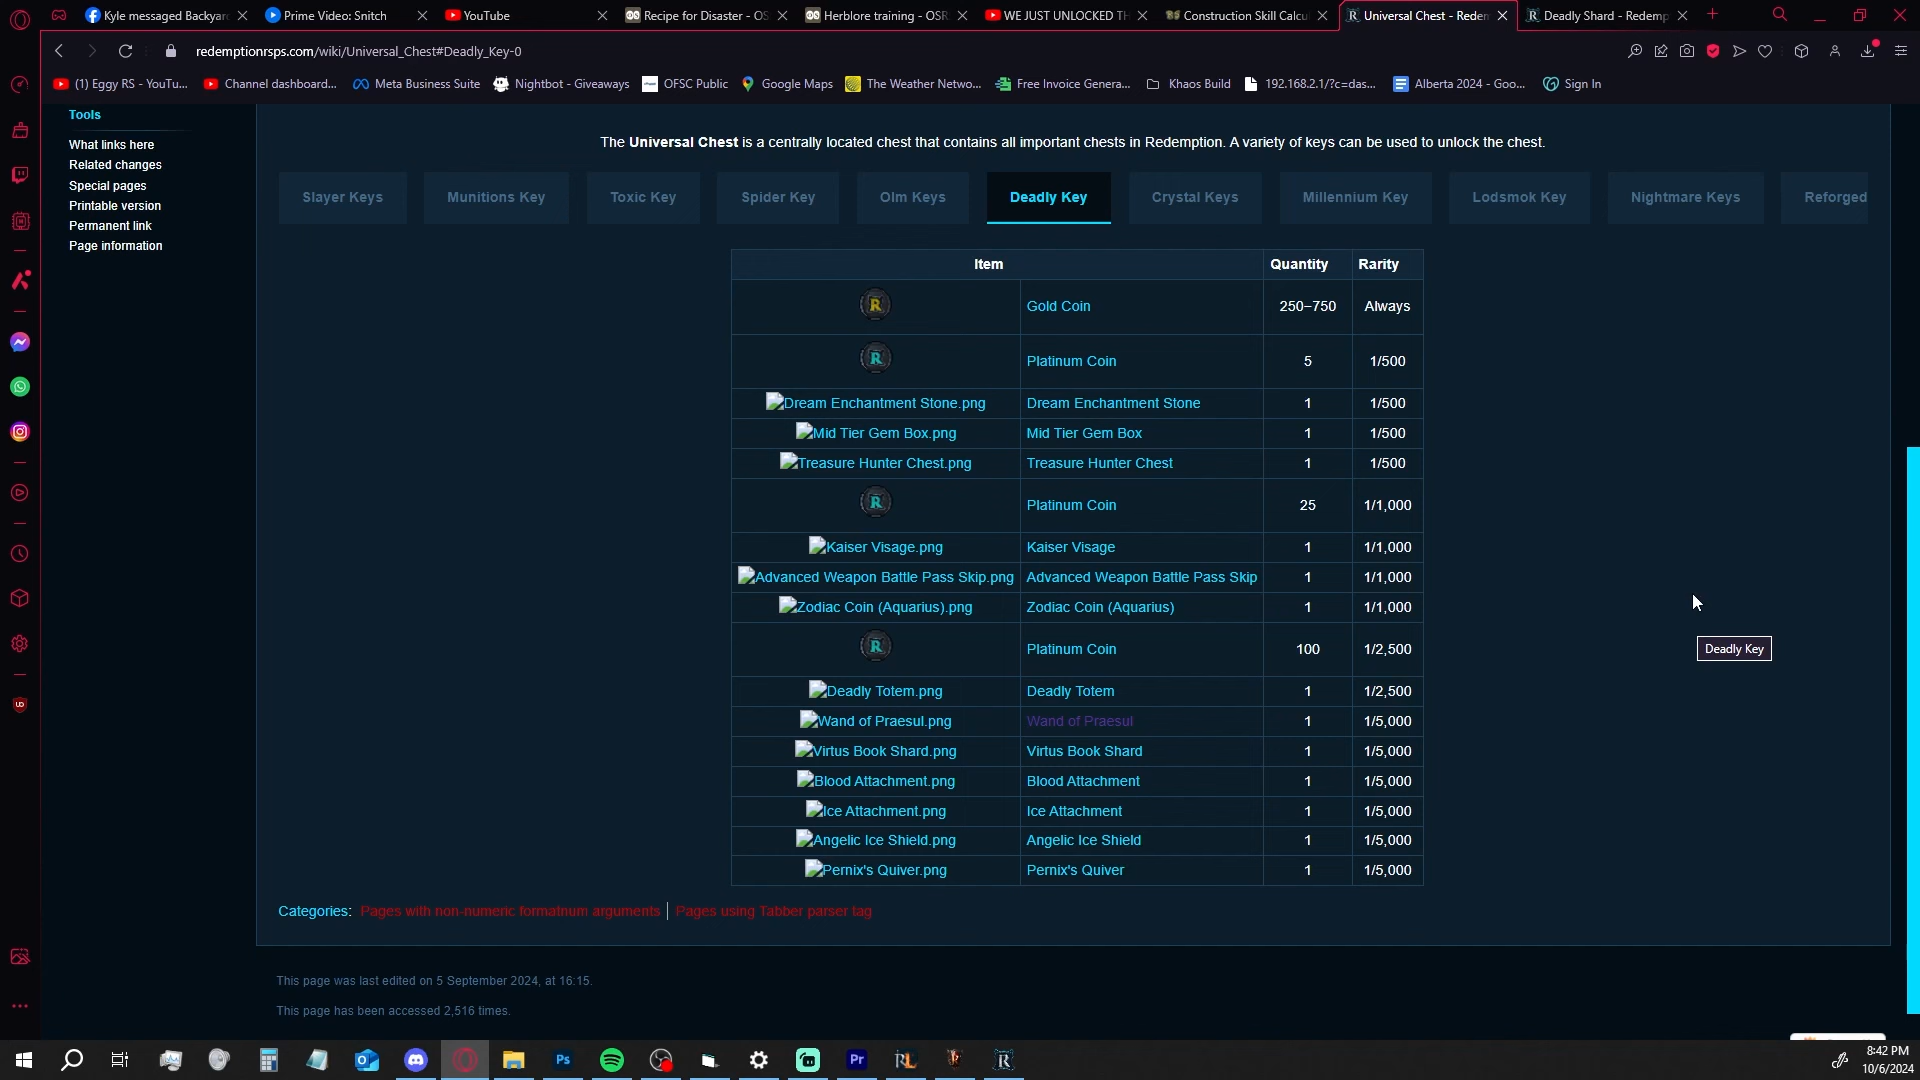 Kyle messaged Backyar
Prime Video: Snitch
YouTube
Recipe for Disaster - OS
Herblore training - OSR
WE JUST UNLOCKED TH
Construction Skill Calcu
Universal Chest - Redem
Deadly Shard - Redemp
redemptionrsps.com/wiki/Universal_Chest#Deadly_Key-0
(1) Eggy RS - YouTu...
Channel dashboard...
Meta Business Suite
Nightbot - Giveaways
OFSC Public
Google Maps
The Weather Netwo...
Free Invoice Genera...
Khaos Build
192.168.2.1/?c=das...
Alberta 2024 - Goo...
Sign In
Tools
What links here
Related changes
Special pages
Printable version
Permanent link
Page information
The Universal Chest is a centrally located chest that contains all important chests in Redemption. A variety of keys can be used to unlock the chest.
Slayer Keys
Munitions Key
Toxic Key
Spider Key
Olm Keys
Deadly Key
Crystal Keys
Millennium Key
Lodsmok Key
Nightmare Keys
Reforged
Item Quantity Rarity
Gold Coin 250–750 Always
Platinum Coin 5 1/500
Dream Enchantment Stone.png Dream Enchantment Stone 1 1/500
Mid Tier Gem Box.png Mid Tier Gem Box 1 1/500
Treasure Hunter Chest.png Treasure Hunter Chest 1 1/500
Platinum Coin 25 1/1,000
Kaiser Visage.png Kaiser Visage 1 1/1,000
Advanced Weapon Battle Pass Skip.png Advanced Weapon Battle Pass Skip 1 1/1,000
Zodiac Coin (Aquarius).png Zodiac Coin (Aquarius) 1 1/1,000
Platinum Coin 100 1/2,500
Deadly Totem.png Deadly Totem 1 1/2,500
Wand of Praesul.png Wand of Praesul 1 1/5,000
Virtus Book Shard.png Virtus Book Shard 1 1/5,000
Blood Attachment.png Blood Attachment 1 1/5,000
Ice Attachment.png Ice Attachment 1 1/5,000
Angelic Ice Shield.png Angelic Ice Shield 1 1/5,000
Pernix's Quiver.png Pernix's Quiver 1 1/5,000
Deadly Key
Categories: Pages with non-numeric formatnum arguments | Pages using Tabber parser tag
This page was last edited on 5 September 2024, at 16:15.
This page has been accessed 2,516 times.
8:42 PM
10/6/2024